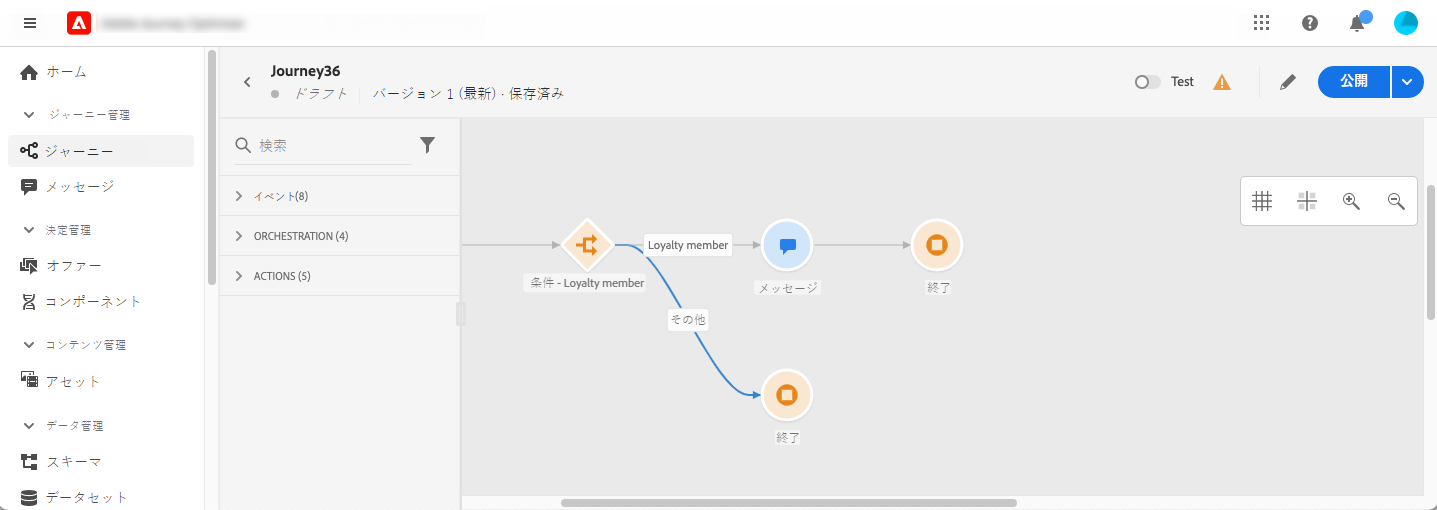 ホーム
ジャーニー管理
ジャーニー
メッセージ
決定管理
オファー
コンポーネント
コンテンツ管理
アセット
データ管理
スキーマ
データセット
Journey36
ドラフト
バージョン 1 (最新) · 保存済み
Test
公開
検索
イベント(8)
ORCHESTRATION (4)
ACTIONS (5)
条件 - Loyalty member
Loyalty member
メッセージ
終了
その他
終了